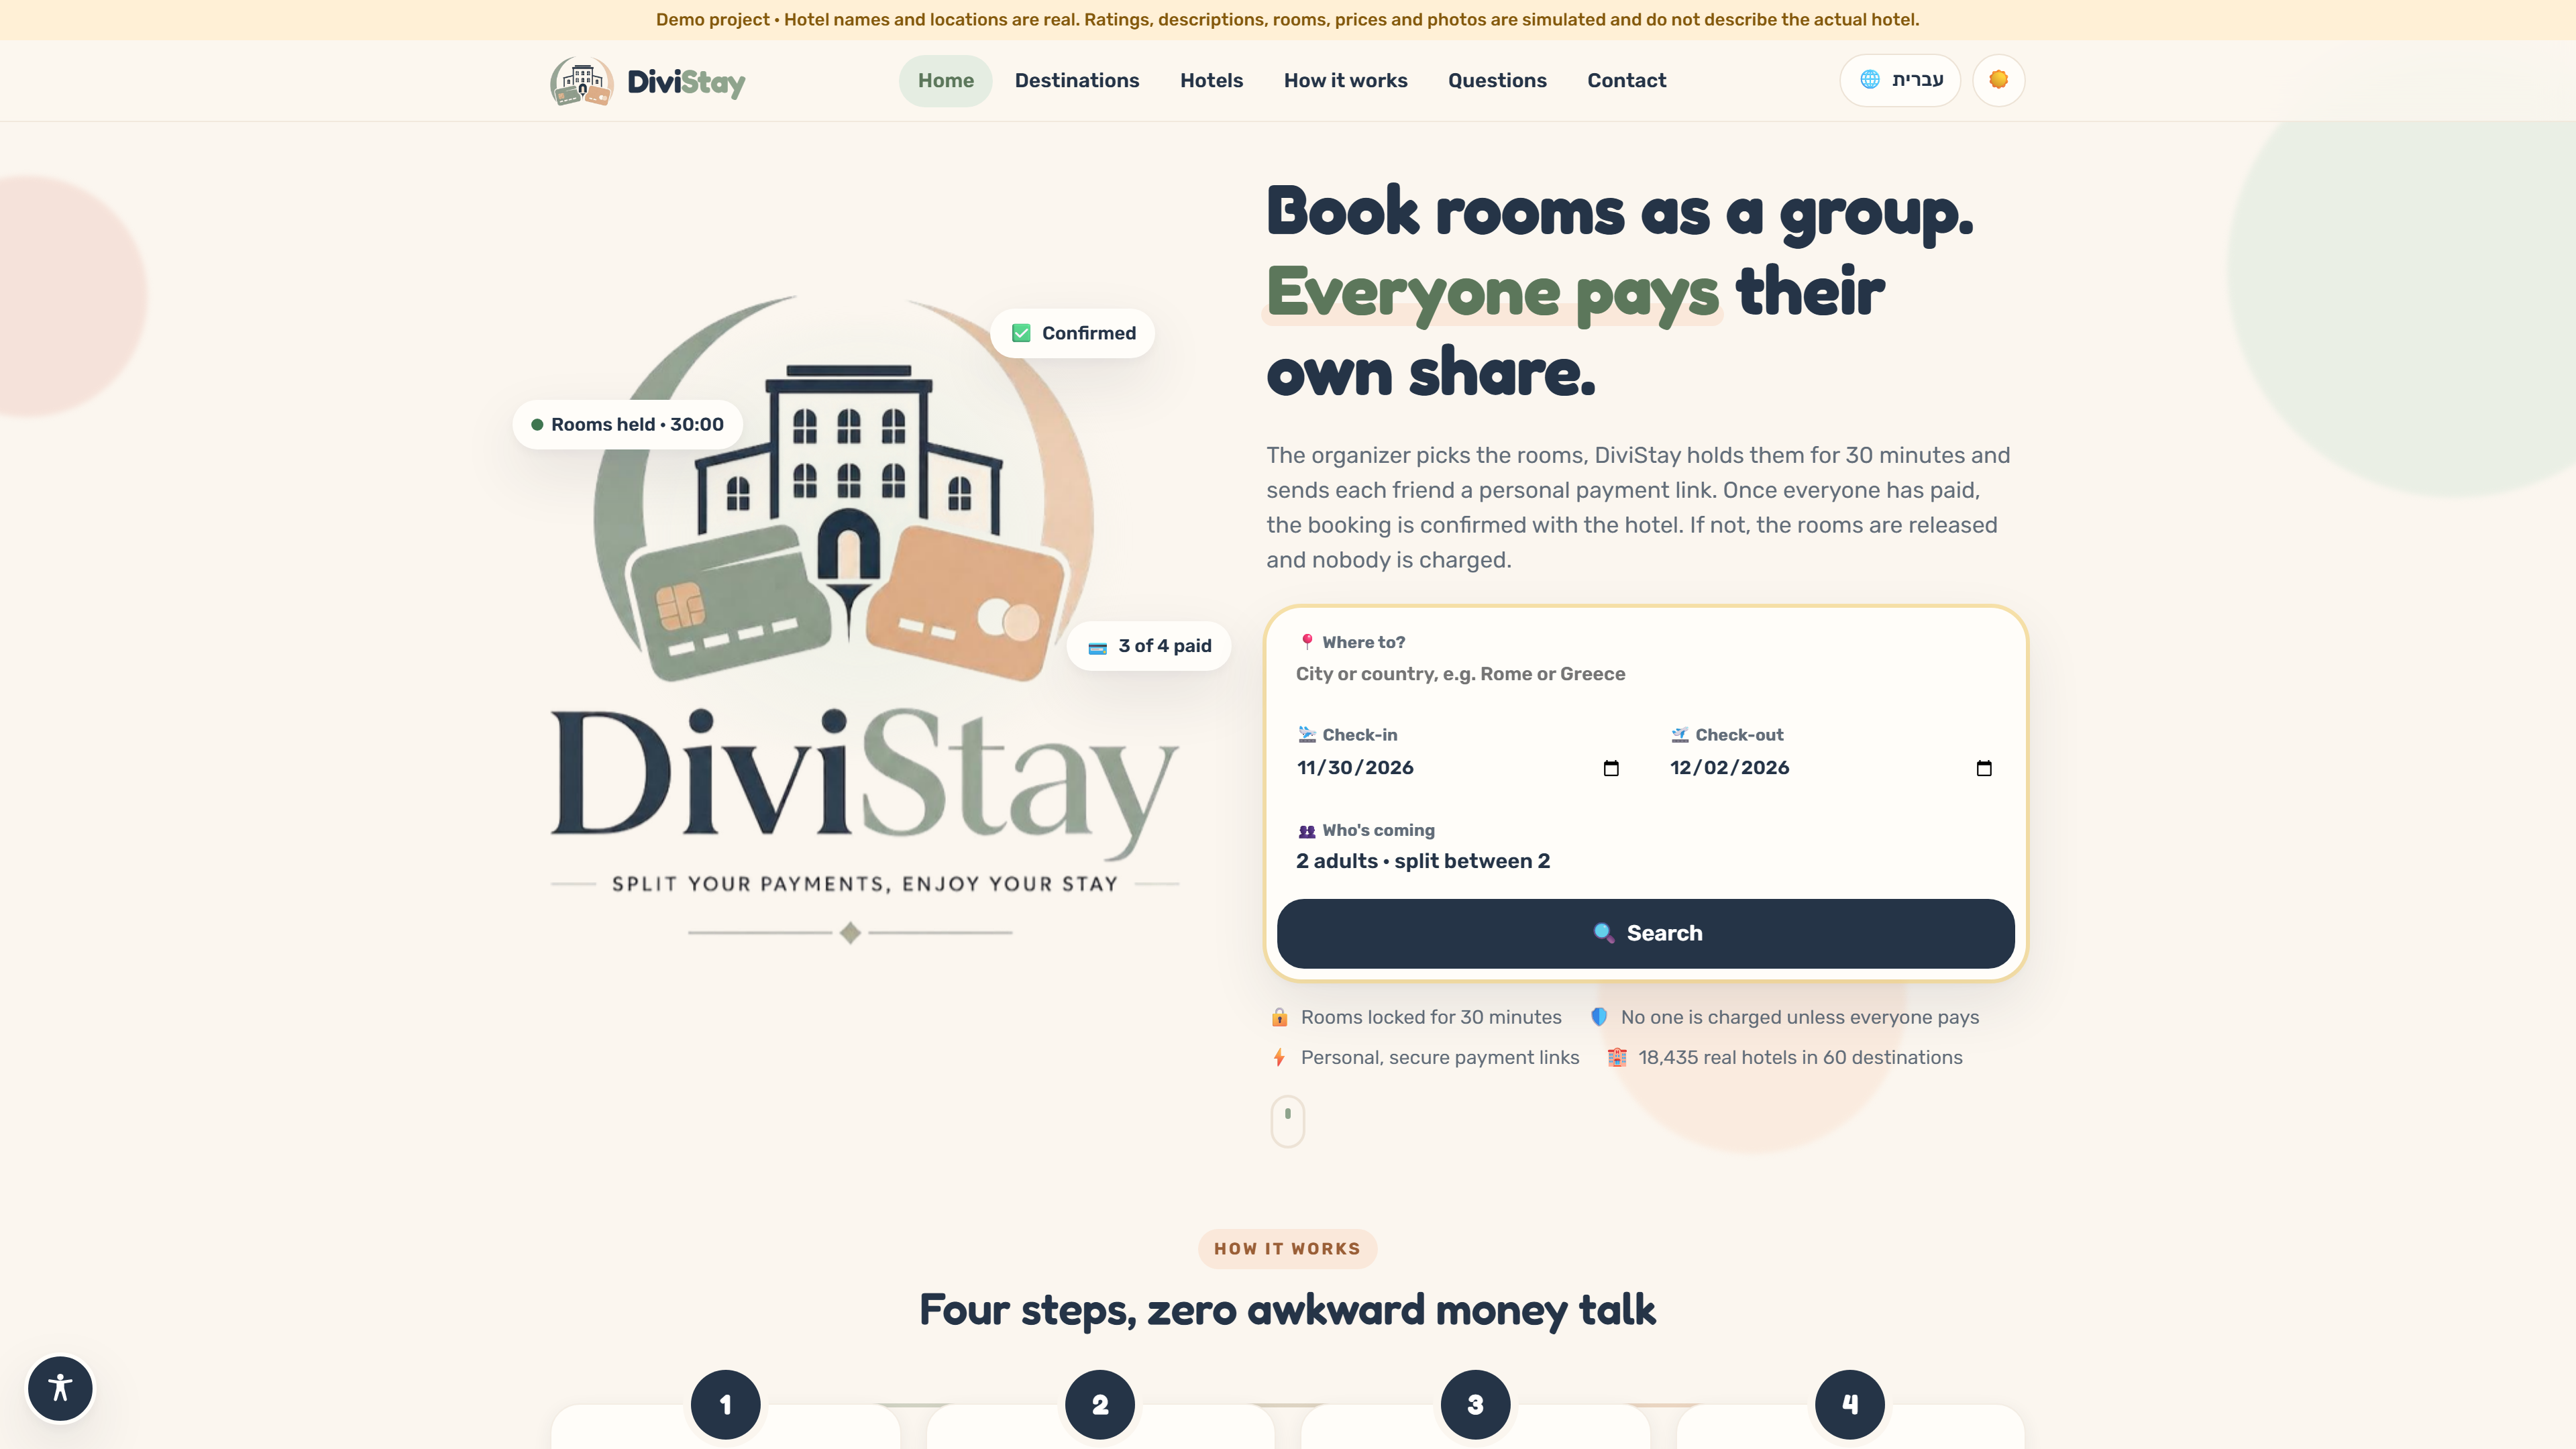 Demo project • Hotel names and locations are real. Ratings, descriptions, rooms, prices and photos are simulated and do not describe the actual hotel.
DiviStay
Home
Destinations
Hotels
How it works
Questions
Contact
עברית
Book rooms as a group.
Everyone pays their
own share.
The organizer picks the rooms, DiviStay holds them for 30 minutes and
sends each friend a personal payment link. Once everyone has paid,
the booking is confirmed with the hotel. If not, the rooms are released
and nobody is charged.
Confirmed
Rooms held • 30:00
3 of 4 paid
DiviStay
SPLIT YOUR PAYMENTS, ENJOY YOUR STAY
Where to?
City or country, e.g. Rome or Greece
Check-in
11/30/2026
Check-out
12/02/2026
Who's coming
2 adults • split between 2
Search
Rooms locked for 30 minutes
No one is charged unless everyone pays
Personal, secure payment links
18,435 real hotels in 60 destinations
HOW IT WORKS
Four steps, zero awkward money talk
1
2
3
4